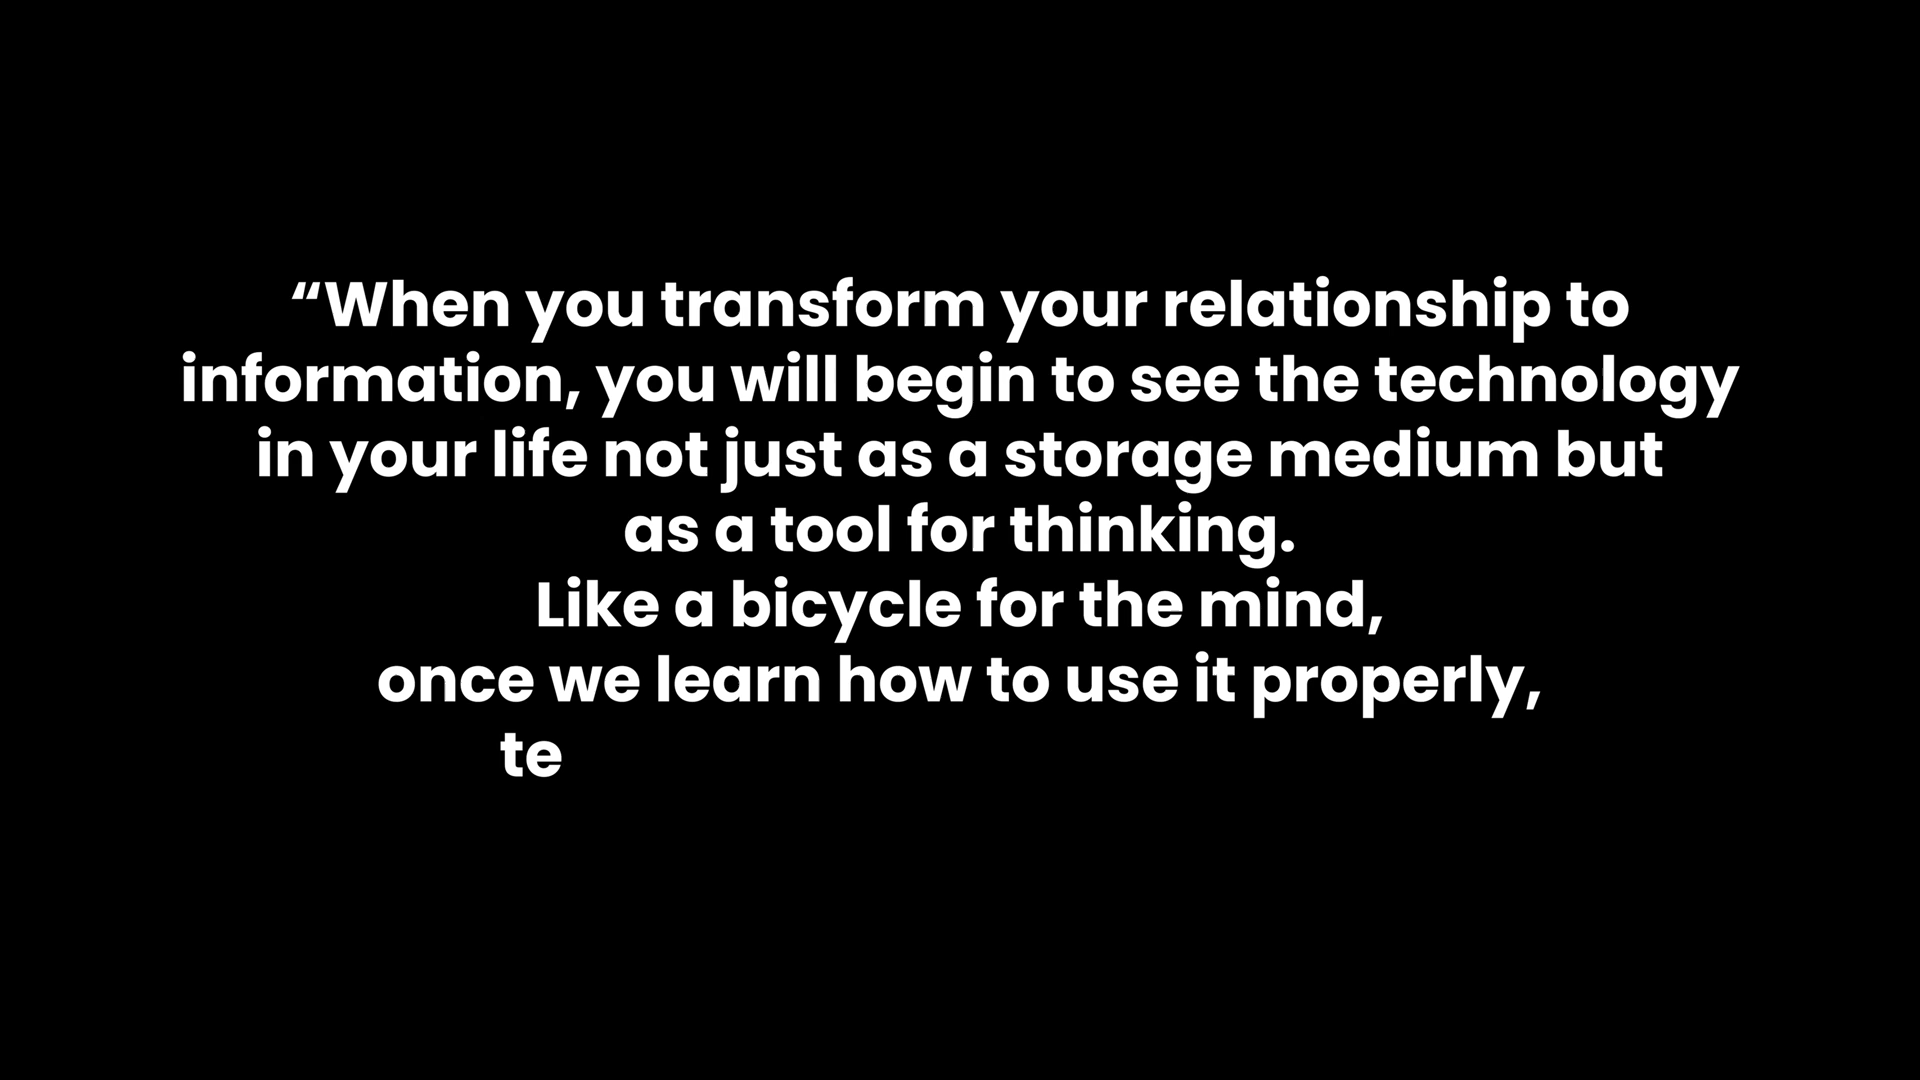 “When you transform your relationship to
information, you will begin to see the technology
in your life not just as a storage medium but
as a tool for thinking.
Like a bicycle for the mind,
once we learn how to use it properly,
te